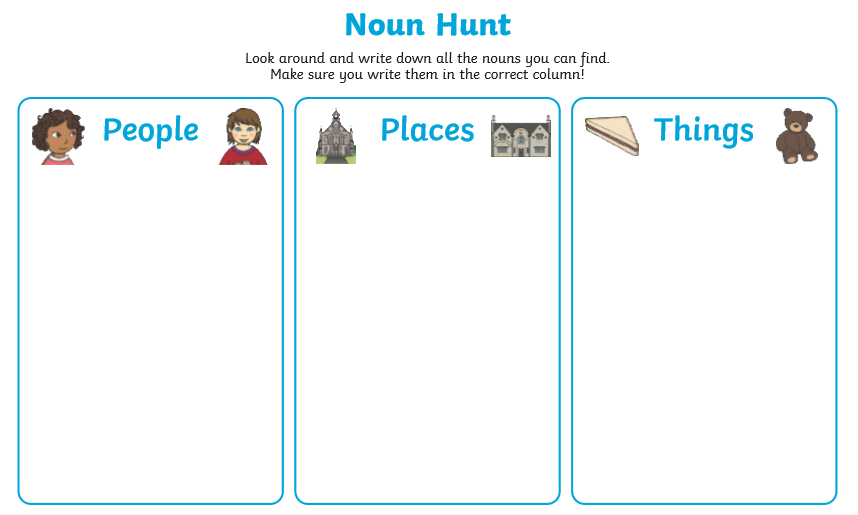 Noun Hunt
Look around and write down all the nouns you can find.
Make sure you write them in the correct column!
People
Places
Things